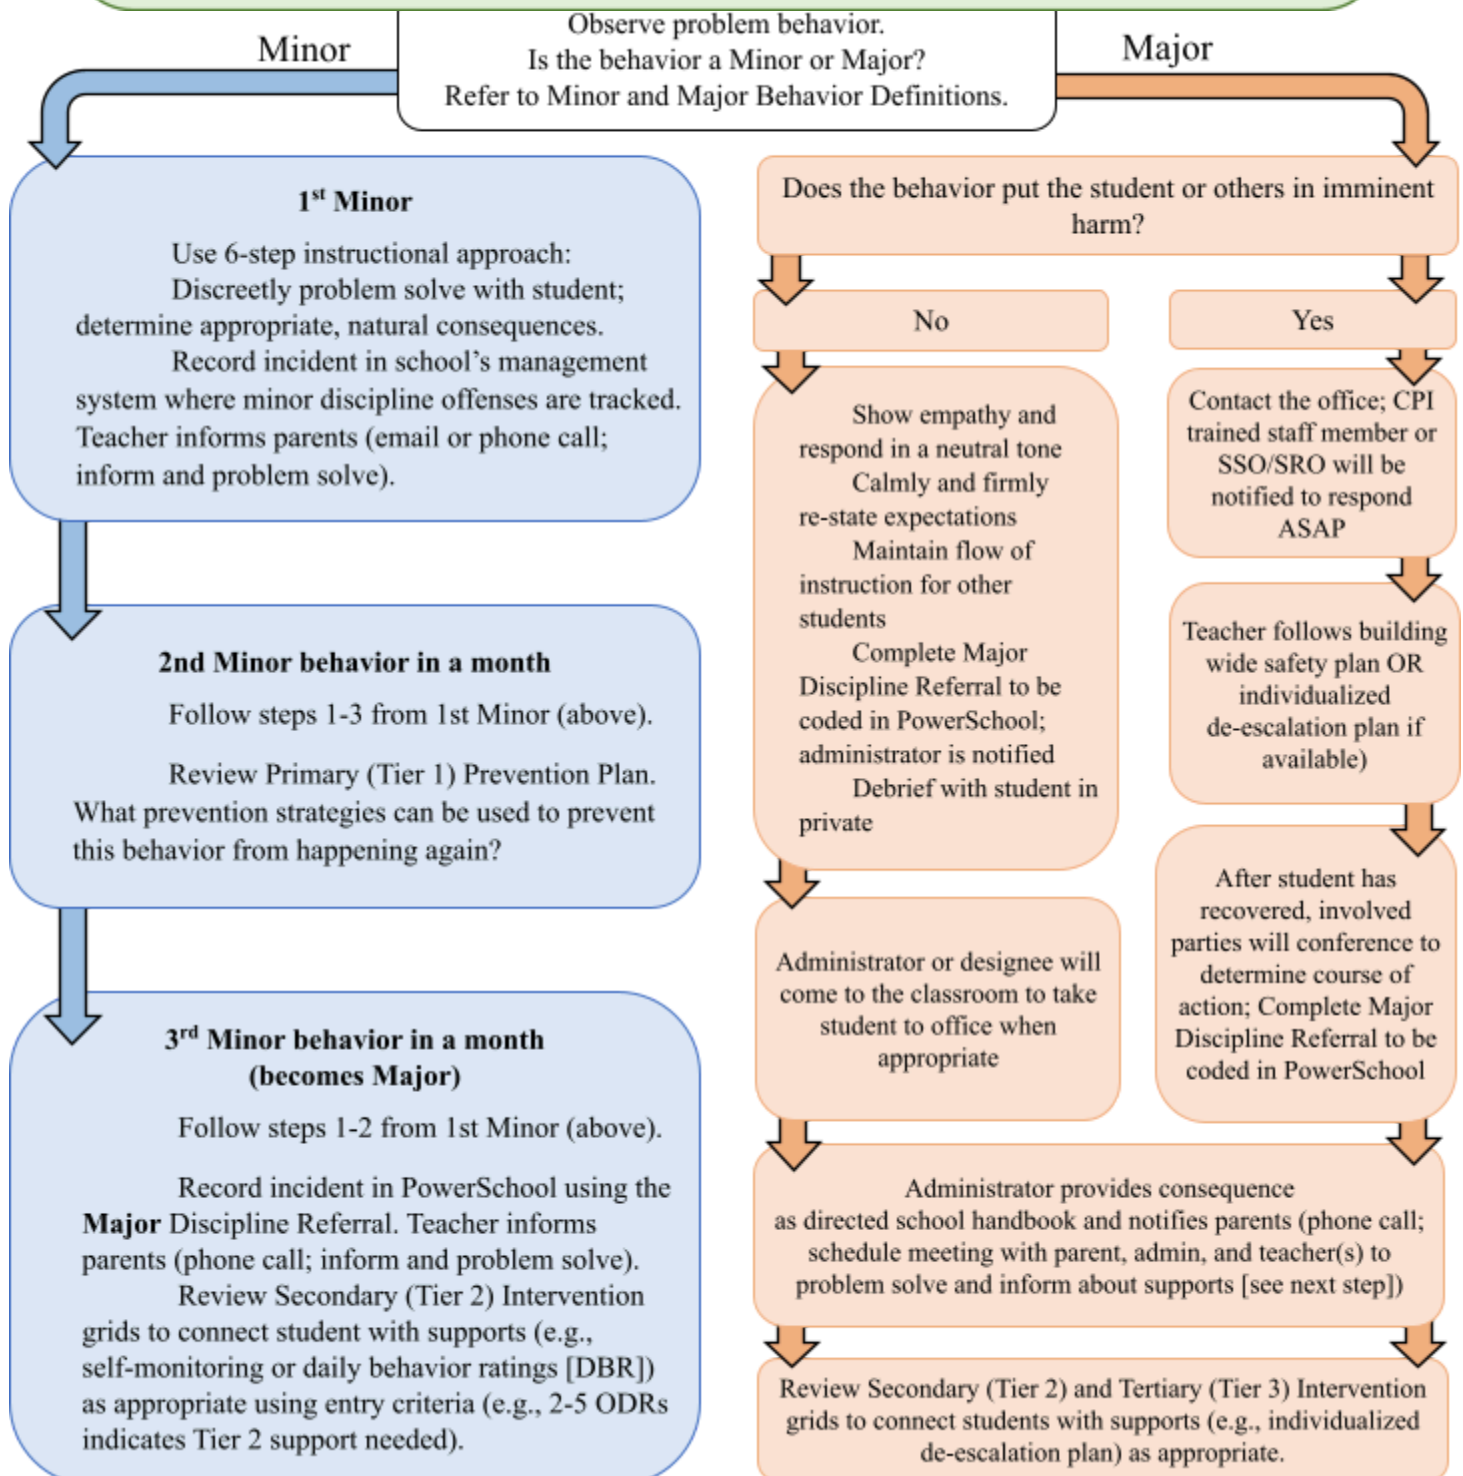 Observe problem behavior.
Is the behavior a Minor or Major?
Refer to Minor and Major Behavior Definitions.
Minor
Major
1st Minor
Use 6-step instructional approach:
Discreetly problem solve with student;
determine appropriate, natural consequences.
Record incident in school’s management
system where minor discipline offenses are tracked.
Teacher informs parents (email or phone call;
inform and problem solve).
2nd Minor behavior in a month
Follow steps 1-3 from 1st Minor (above).
Review Primary (Tier 1) Prevention Plan.
What prevention strategies can be used to prevent
this behavior from happening again?
3rd Minor behavior in a month
(becomes Major)
Follow steps 1-2 from 1st Minor (above).
Record incident in PowerSchool using the
Major Discipline Referral. Teacher informs
parents (phone call; inform and problem solve).
Review Secondary (Tier 2) Intervention
grids to connect student with supports (e.g.,
self-monitoring or daily behavior ratings [DBR])
as appropriate using entry criteria (e.g., 2-5 ODRs
indicates Tier 2 support needed).
Does the behavior put the student or others in imminent
harm?
No
Show empathy and
respond in a neutral tone
Calmly and firmly
re-state expectations
Maintain flow of
instruction for other
students
Complete Major
Discipline Referral to be
coded in PowerSchool;
administrator is notified
Debrief with student in
private
Administrator or designee will
come to the classroom to take
student to office when
appropriate
Yes
Contact the office; CPI
trained staff member or
SSO/SRO will be
notified to respond
ASAP
Teacher follows building
wide safety plan OR
individualized
de-escalation plan if
available)
After student has
recovered, involved
parties will conference to
determine course of
action; Complete Major
Discipline Referral to be
coded in PowerSchool
Administrator provides consequence
as directed school handbook and notifies parents (phone call;
schedule meeting with parent, admin, and teacher(s) to
problem solve and inform about supports [see next step])
Review Secondary (Tier 2) and Tertiary (Tier 3) Intervention
grids to connect students with supports (e.g., individualized
de-escalation plan) as appropriate.